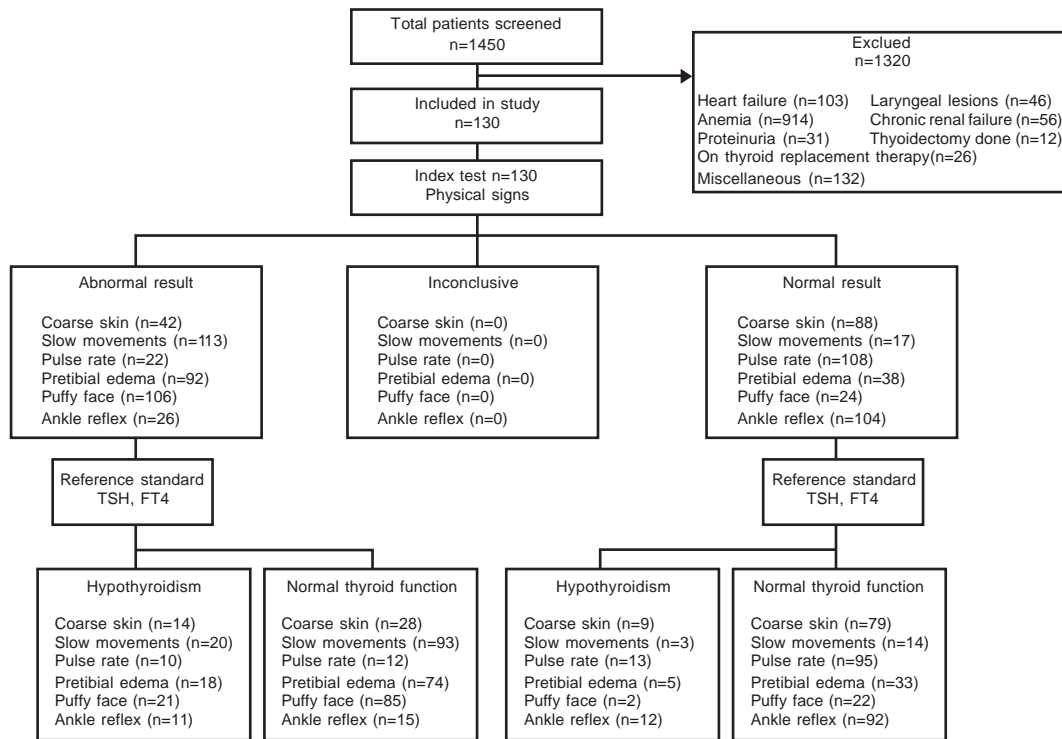 Total patients screened
n=1450
Exclued
n=1320
Heart failure (n=103) Laryngeal lesions (n=46)
Anemia (n=914) Chronic renal failure (n=56)
Proteinuria (n=31) Thyoidectomy done (n=12)
On thyroid replacement therapy(n=26)
Miscellaneous (n=132)
Included in study
n=130
Index test n=130
Physical signs
Abnormal result
Coarse skin (n=42)
Slow movements (n=113)
Pulse rate (n=22)
Pretibial edema (n=92)
Puffy face (n=106)
Ankle reflex (n=26)
Inconclusive
Coarse skin (n=0)
Slow movements (n=0)
Pulse rate (n=0)
Pretibial edema (n=0)
Puffy face (n=0)
Ankle reflex (n=0)
Normal result
Coarse skin (n=88)
Slow movements (n=17)
Pulse rate (n=108)
Pretibial edema (n=38)
Puffy face (n=24)
Ankle reflex (n=104)
Reference standard
TSH, FT4
Reference standard
TSH, FT4
Hypothyroidism
Coarse skin (n=14)
Slow movements (n=20)
Pulse rate (n=10)
Pretibial edema (n=18)
Puffy face (n=21)
Ankle reflex (n=11)
Normal thyroid function
Coarse skin (n=28)
Slow movements (n=93)
Pulse rate (n=12)
Pretibial edema (n=74)
Puffy face (n=85)
Ankle reflex (n=15)
Hypothyroidism
Coarse skin (n=9)
Slow movements (n=3)
Pulse rate (n=13)
Pretibial edema (n=5)
Puffy face (n=2)
Ankle reflex (n=12)
Normal thyroid function
Coarse skin (n=79)
Slow movements (n=14)
Pulse rate (n=95)
Pretibial edema (n=33)
Puffy face (n=22)
Ankle reflex (n=92)